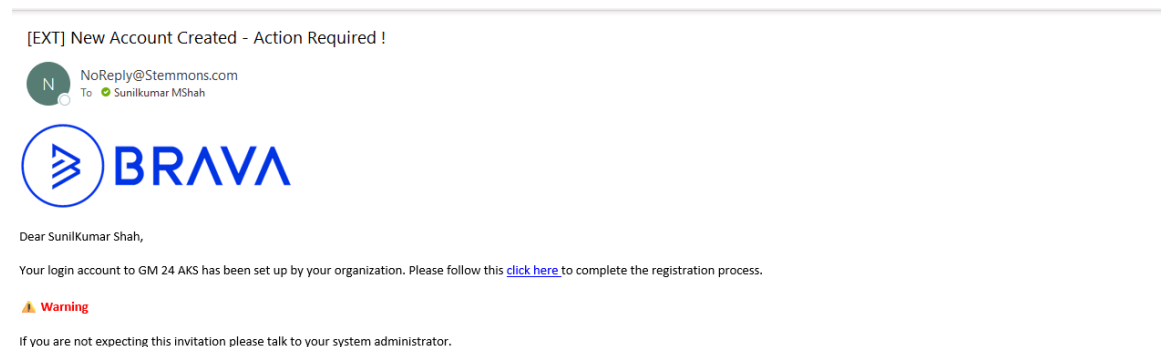 [EXT] New Account Created - Action Required !
N
NoReply@Stemmons.com
To Sunilkumar MShah
BRAVA
Dear SunilKumar Shah,
Your login account to GM 24 AKS has been set up by your organization. Please follow this click here to complete the registration process.
Warning
If you are not expecting this invitation please talk to your system administrator.